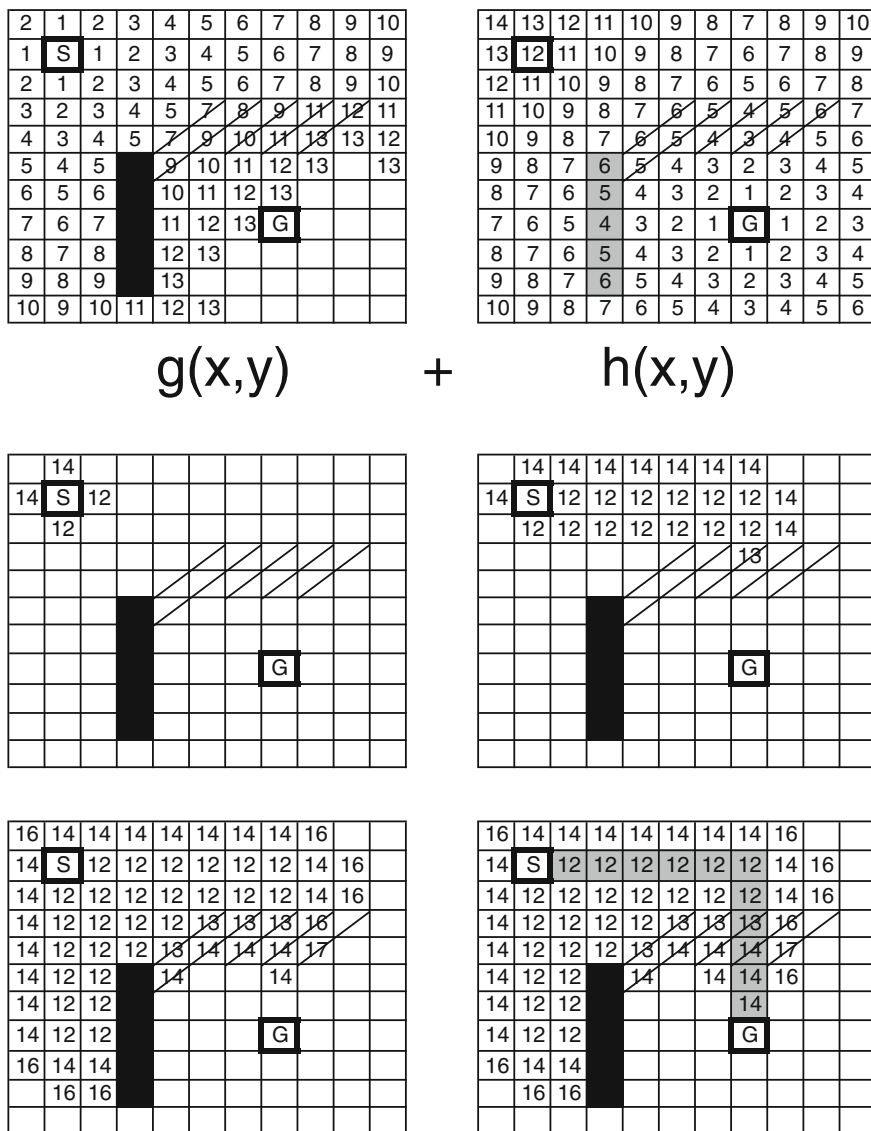 2 1 2 3 4 5 6 7 8 9 10
1 S 1 2 3 4 5 6 7 8 9
2 1 2 3 4 5 6 7 8 9 10
3 2 3 4 5 7 8 9 11 12 11
4 3 4 5 7 9 10 11 13 13 12
5 4 5 9 10 11 12 13 13
6 5 6 10 11 12 13
7 6 7 11 12 13 G
8 7 8 12 13
9 8 9 13
10 9 10 11 12 13
14 13 12 11 10 9 8 7 8 9 10
13 12 11 10 9 8 7 6 7 8 9
12 11 10 9 8 7 6 5 6 7 8
11 10 9 8 7 6 5 4 5 6 7
10 9 8 7 6 5 4 3 4 5 6
9 8 7 6 5 4 3 2 3 4 5
8 7 6 5 4 3 2 1 2 3 4
7 6 5 4 3 2 1 G 1 2 3
8 7 6 5 4 3 2 1 2 3 4
9 8 7 6 5 4 3 2 3 4 5
10 9 8 7 6 5 4 3 4 5 6
g(x,y) + h(x,y)
14
14 S 12
12
G
14 14 14 14 14 14 14
14 S 12 12 12 12 12 12 14
12 12 12 12 12 12 12 14
13
G
16 14 14 14 14 14 14 14 16
14 S 12 12 12 12 12 12 14 16
14 12 12 12 12 12 12 12 14 16
14 12 12 12 12 13 13 13 16
14 12 12 12 13 14 14 14 17
14 12 12 14 14
14 12 12
14 12 12 G
16 14 14
16 16
16 14 14 14 14 14 14 14 16
14 S 12 12 12 12 12 12 14 16
14 12 12 12 12 12 12 12 14 16
14 12 12 12 12 13 13 13 16
14 12 12 12 13 14 14 14 17
14 12 12 14 14 14 16
14 12 12 14
14 12 12 G
16 14 14
16 16